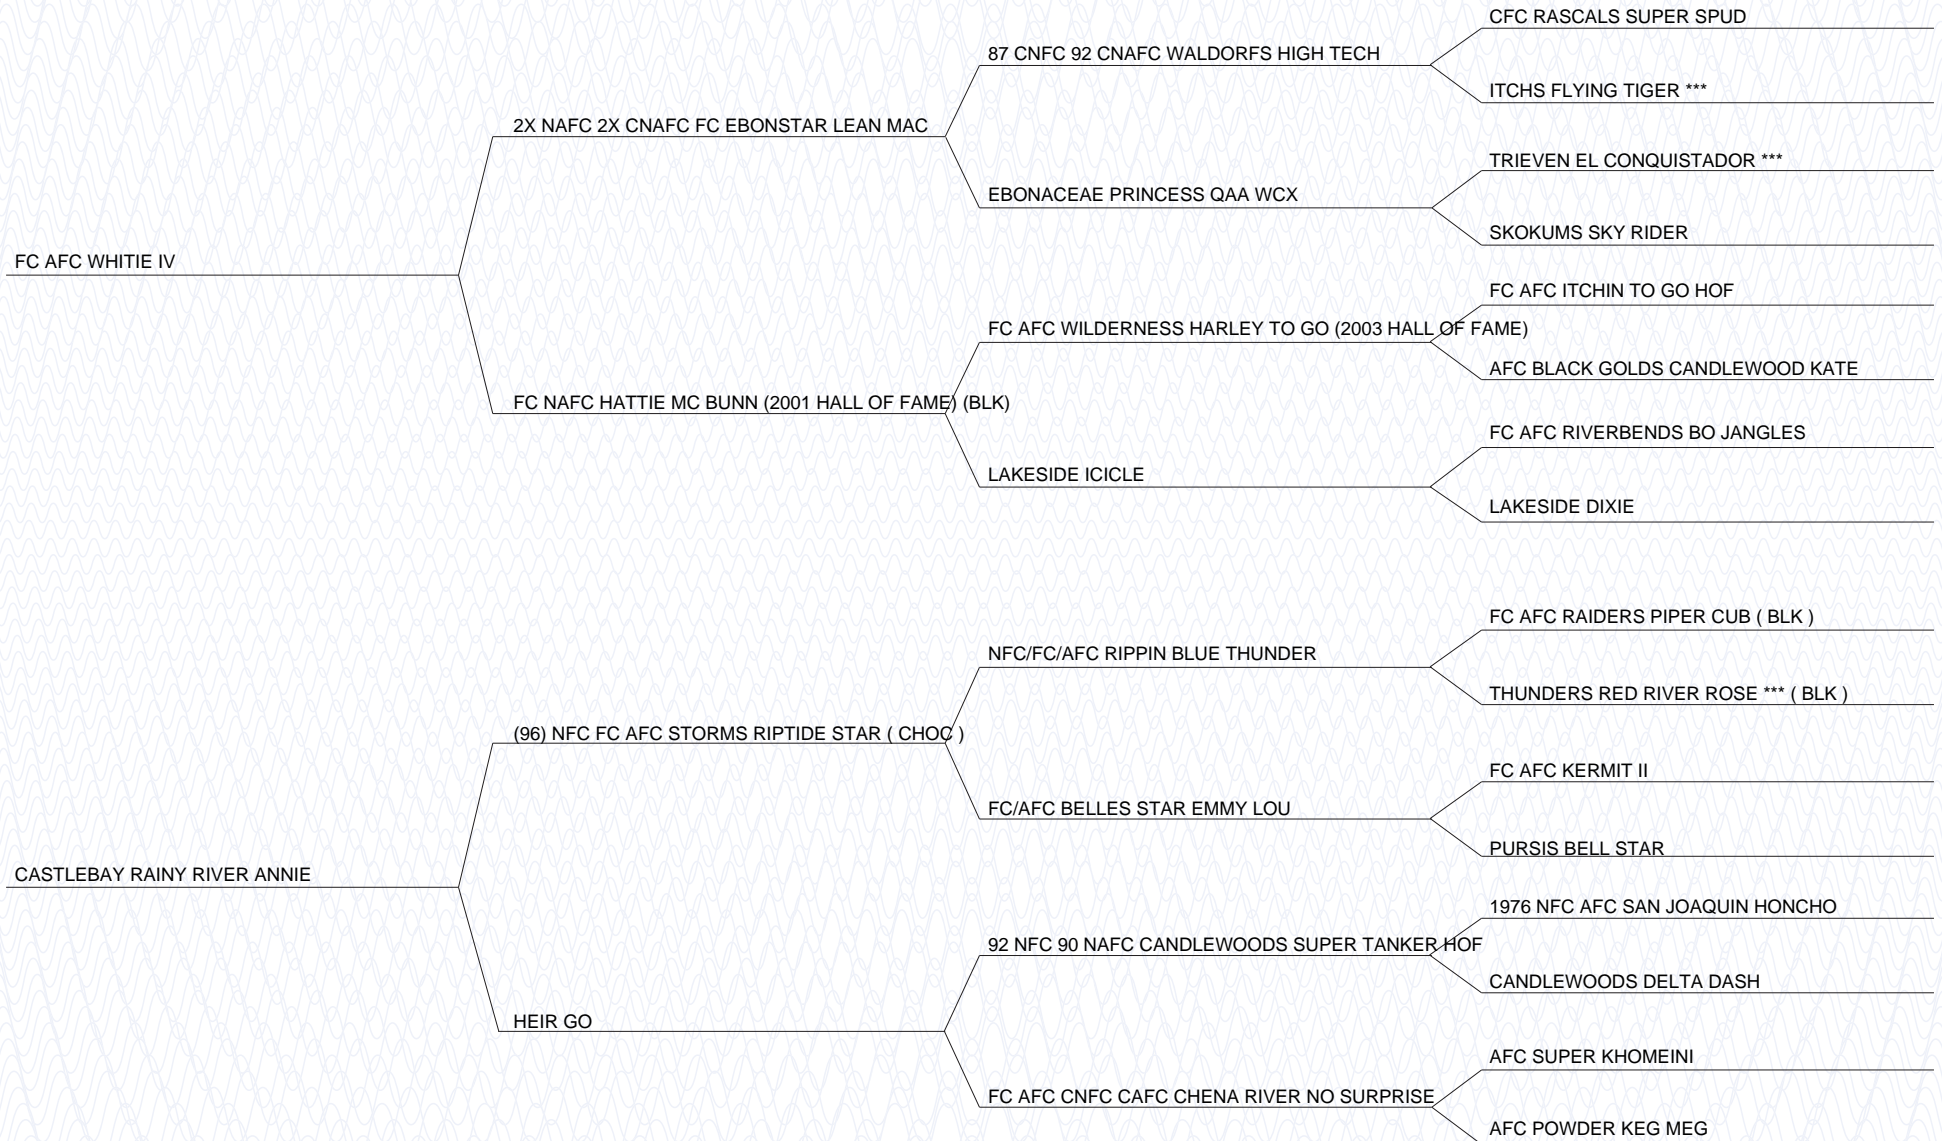 CFC RASCALS SUPER SPUD
87 CNFC 92 CNAFC WALDORFS HIGH TECH
ITCHS FLYING TIGER ***
2X NAFC 2X CNAFC FC EBONSTAR LEAN MAC
TRIEVEN EL CONQUISTADOR ***
EBONACEAE PRINCESS QAA WCX
SKOKUMS SKY RIDER
FC AFC WHITIE IV
FC AFC ITCHIN TO GO HOF
FC AFC WILDERNESS HARLEY TO GO (2003 HALL OF FAME)
AFC BLACK GOLDS CANDLEWOOD KATE
FC NAFC HATTIE MC BUNN (2001 HALL OF FAME) (BLK)
FC AFC RIVERBENDS BO JANGLES
LAKESIDE ICICLE
LAKESIDE DIXIE
FC AFC RAIDERS PIPER CUB ( BLK )
NFC/FC/AFC RIPPIN BLUE THUNDER
THUNDERS RED RIVER ROSE *** ( BLK )
(96) NFC FC AFC STORMS RIPTIDE STAR ( CHOC )
FC AFC KERMIT II
FC/AFC BELLES STAR EMMY LOU
PURSIS BELL STAR
CASTLEBAY RAINY RIVER ANNIE
1976 NFC AFC SAN JOAQUIN HONCHO
92 NFC 90 NAFC CANDLEWOODS SUPER TANKER HOF
CANDLEWOODS DELTA DASH
HEIR GO
AFC SUPER KHOMEINI
FC AFC CNFC CAFC CHENA RIVER NO SURPRISE
AFC POWDER KEG MEG